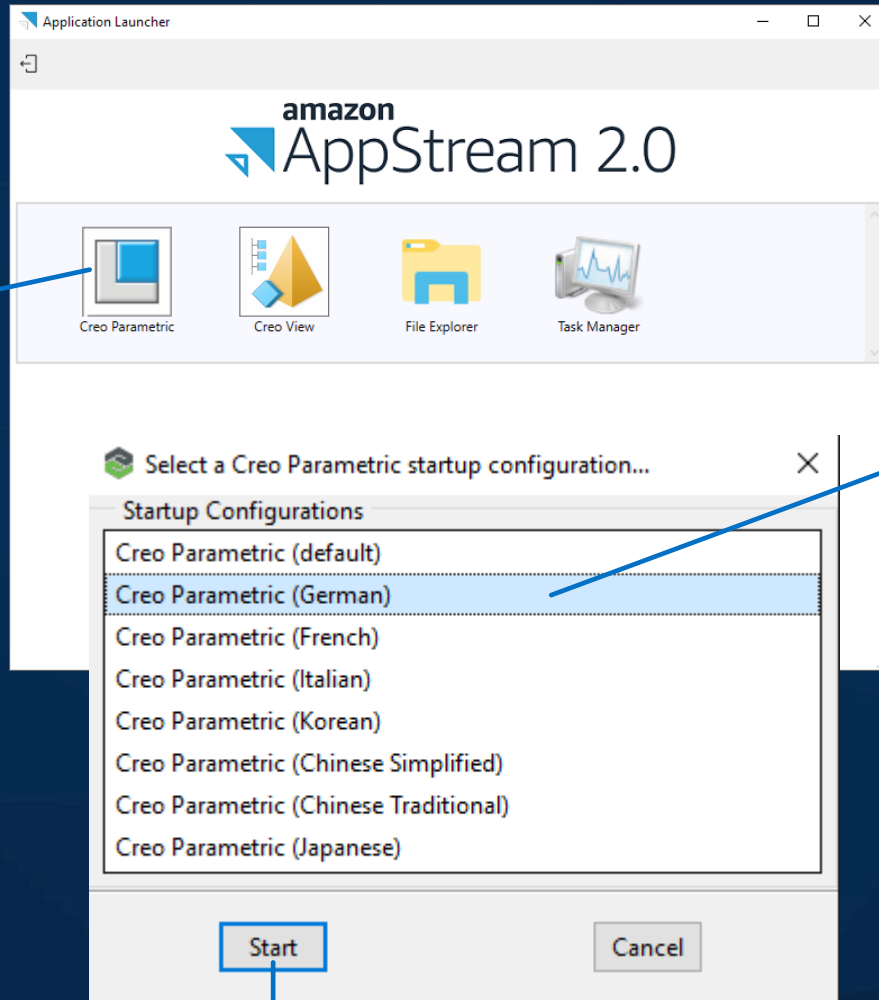 Application Launcher
amazon
AppStream 2.0
Creo Parametric
Creo View
File Explorer
Task Manager
Select a Creo Parametric startup configuration...
Startup Configurations
Creo Parametric (default)
Creo Parametric (German)
Creo Parametric (French)
Creo Parametric (Italian)
Creo Parametric (Korean)
Creo Parametric (Chinese Simplified)
Creo Parametric (Chinese Traditional)
Creo Parametric (Japanese)
Start
Cancel